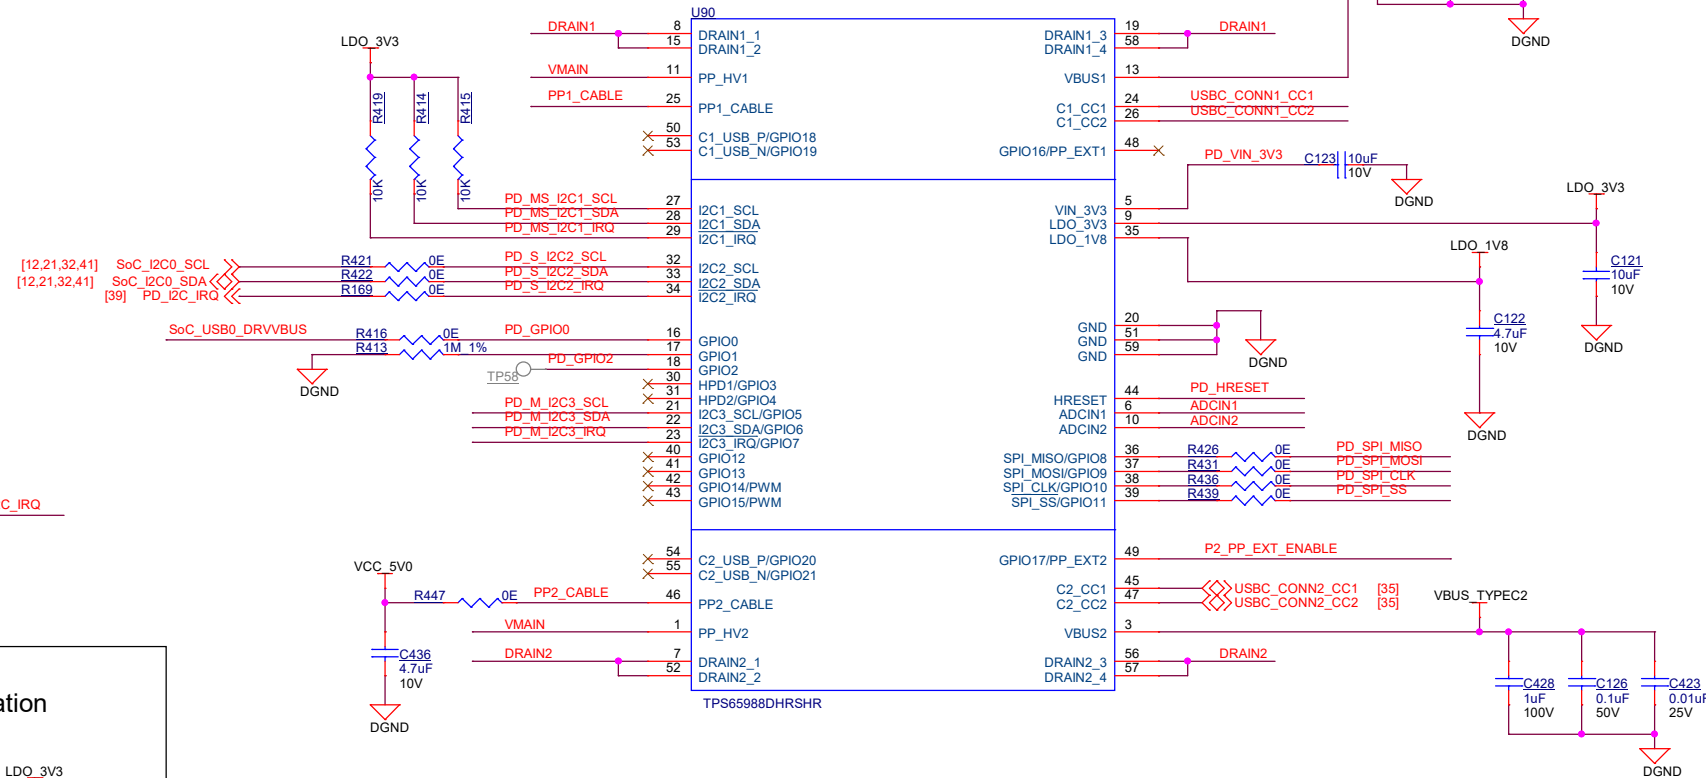 U90
DRAIN1 8 DRAIN1_1
15 DRAIN1_2
VMAIN 11 PP_HV1
PP1_CABLE 25 PP1_CABLE
50 C1_USB_P/GPIO18
53 C1_USB_N/GPIO19
DRAIN1_3 19 DRAIN1
DRAIN1_4 58
VBUS1 13
C1_CC1 24 USBC_CONN1_CC1
C1_CC2 26 USBC_CONN1_CC2
GPIO16/PP_EXT1 48
DGND
LDO_3V3
R419 10K
R414 10K
R415 10K
PD_MS_I2C1_SCL 27 I2C1_SCL
PD_MS_I2C1_SDA 28 I2C1_SDA
PD_MS_I2C1_IRQ 29 I2C1_IRQ
[12,21,32,41] SoC_I2C0_SCL R421 0E PD_S_I2C2_SCL 32 I2C2_SCL
[12,21,32,41] SoC_I2C0_SDA R422 0E PD_S_I2C2_SDA 33 I2C2_SDA
[39] PD_I2C_IRQ R169 0E PD_S_I2C2_IRQ 34 I2C2_IRQ
SoC_USB0_DRVVBUS R416 0E PD_GPIO0 16 GPIO0
R413 1M_1% 17 GPIO1
DGND
TP58 PD_GPIO2 18 GPIO2
30 HPD1/GPIO3
31 HPD2/GPIO4
PD_M_I2C3_SCL 21 I2C3_SCL/GPIO5
PD_M_I2C3_SDA 22 I2C3_SDA/GPIO6
PD_M_I2C3_IRQ 23 I2C3_IRQ/GPIO7
40 GPIO12
41 GPIO13
42 GPIO14/PWM
43 GPIO15/PWM
PD_VIN_3V3 C123 10uF
10V
DGND
VIN_3V3 5
LDO_3V3 9
LDO_1V8 35
LDO_3V3
C121
10uF
10V
DGND
LDO_1V8
C122
4.7uF
10V
DGND
GND 20
GND 51
GND 59
DGND
HRESET 44 PD_HRESET
ADCIN1 6 ADCIN1
ADCIN2 10 ADCIN2
SPI_MISO/GPIO8 36 R426 0E PD_SPI_MISO
SPI_MOSI/GPIO9 37 R431 0E PD_SPI_MOSI
SPI_CLK/GPIO10 38 R436 0E PD_SPI_CLK
SPI_SS/GPIO11 39 R439 0E PD_SPI_SS
C_IRQ
54 C2_USB_P/GPIO20
55 C2_USB_N/GPIO21
VCC_5V0
R447 0E PP2_CABLE 46 PP2_CABLE
VMAIN 1 PP_HV2
DRAIN2 7 DRAIN2_1
52 DRAIN2_2
C436
4.7uF
10V
DGND
GPIO17/PP_EXT2 49 P2_PP_EXT_ENABLE
C2_CC1 45 USBC_CONN2_CC1 [35]
C2_CC2 47 USBC_CONN2_CC2 [35]
VBUS2 3
DRAIN2_3 56 DRAIN2
DRAIN2_4 57
VBUS_TYPEC2
C428
1uF
100V
C126
0.1uF
50V
C423
0.01uF
25V
DGND
TPS65988DHRSHR
ation
LDO_3V3